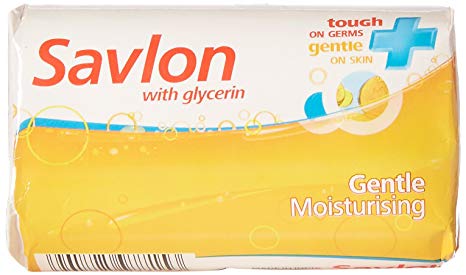 tough
ON GERMS
gentle
ON SKIN
Savlon
with glycerin
Gentle
Moisturising